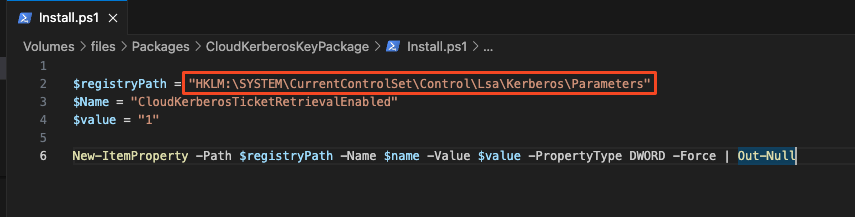 Install.ps1
Volumes > files > Packages > CloudKerberosKeyPackage > Install.ps1 > ...
1
2 $registryPath = "HKLM:\SYSTEM\CurrentControlSet\Control\Lsa\Kerberos\Parameters"
3 $Name = "CloudKerberosTicketRetrievalEnabled"
4 $value = "1"
5
6 New-ItemProperty -Path $registryPath -Name $name -Value $value -PropertyType DWORD -Force | Out-Null